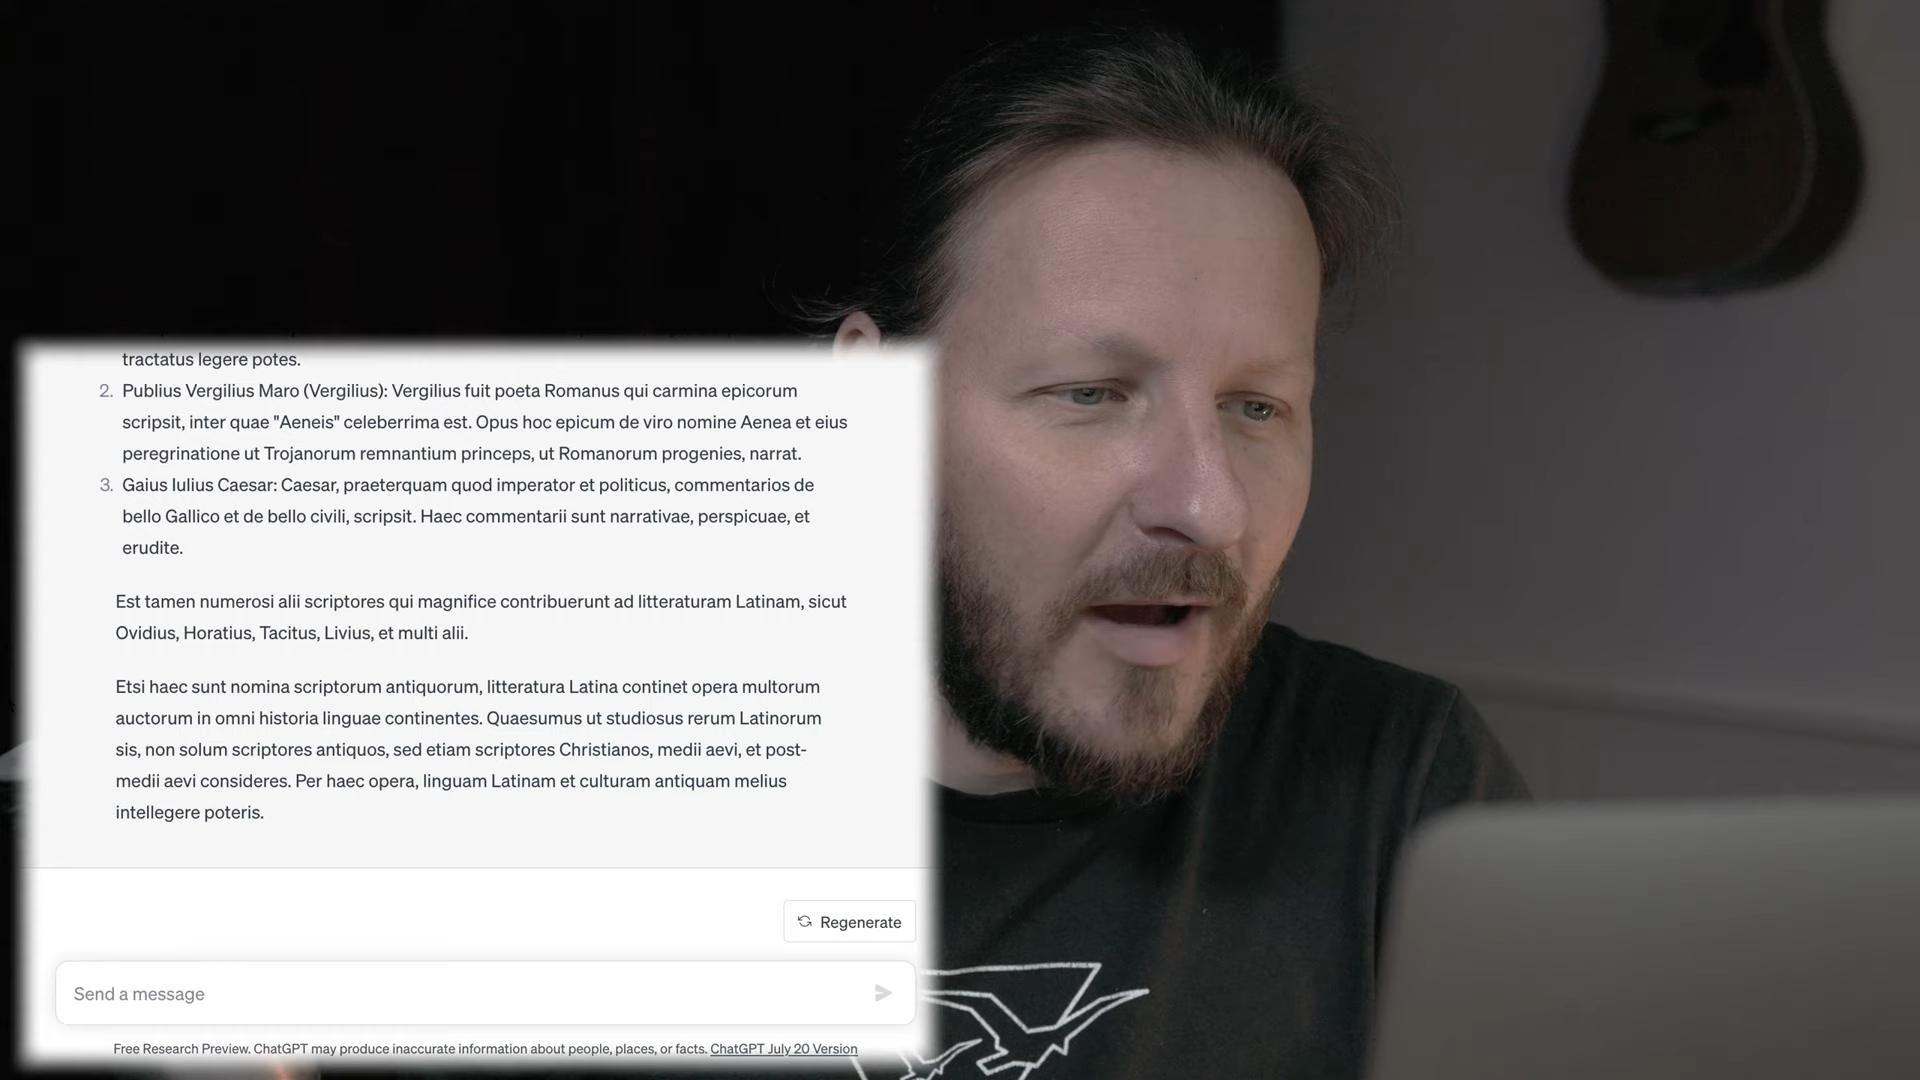 tractatus legere potes.
2. Publius Vergilius Maro (Vergilius): Vergilius fuit poeta Romanus qui carmina epicorum
scripsit, inter quae "Aeneis" celeberrima est. Opus hoc epicum de viro nomine Aenea et eius
peregrinatione ut Trojanorum remnantium princeps, ut Romanorum progenies, narrat.
3. Gaius Iulius Caesar: Caesar, praeterquam quod imperator et politicus, commentarios de
bello Gallico et de bello civili, scripsit. Haec commentarii sunt narrativae, perspicuae, et
erudite.
Est tamen numerosi alii scriptores qui magnifice contribuerunt ad litteraturam Latinam, sicut
Ovidius, Horatius, Tacitus, Livius, et multi alii.
Etsi haec sunt nomina scriptorum antiquorum, litteratura Latina continet opera multorum
auctorum in omni historia linguae continentes. Quaesumus ut studiosus rerum Latinorum
sis, non solum scriptores antiquos, sed etiam scriptores Christianos, medii aevi, et post-
medii aevi consideres. Per haec opera, linguam Latinam et culturam antiquam melius
intellegere poteris.
Regenerate
Send a message
Free Research Preview. ChatGPT may produce inaccurate information about people, places, or facts. ChatGPT July 20 Version